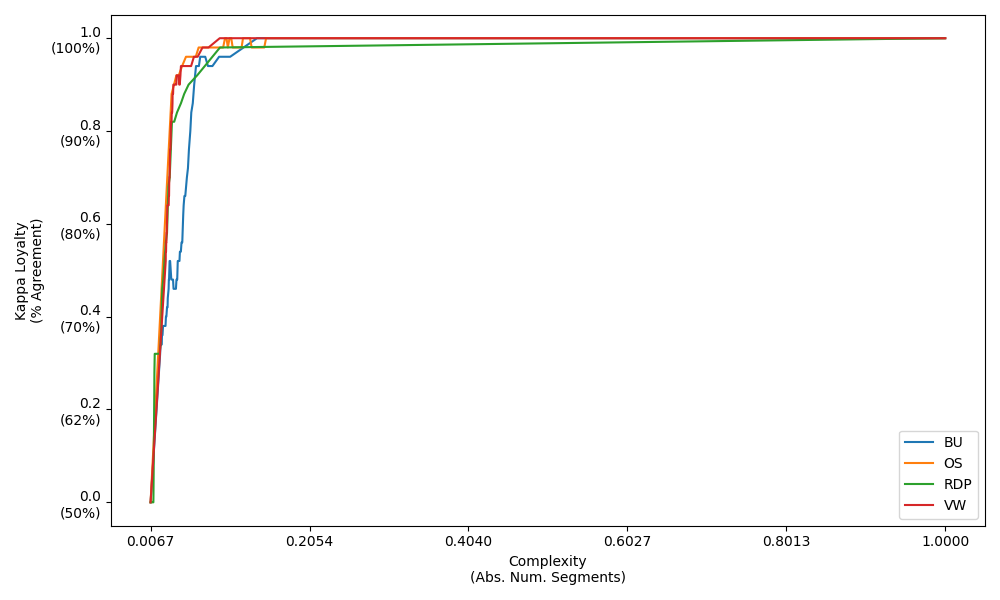 1.0
(100%)
0.8
(90%)
0.6
(80%)
0.4
(70%)
0.2
(62%)
0.0
(50%)
Kappa Loyalty
(% Agreement)
BU
OS
RDP
VW
0.0067 0.2054 0.4040 0.6027 0.8013 1.0000
Complexity
(Abs. Num. Segments)